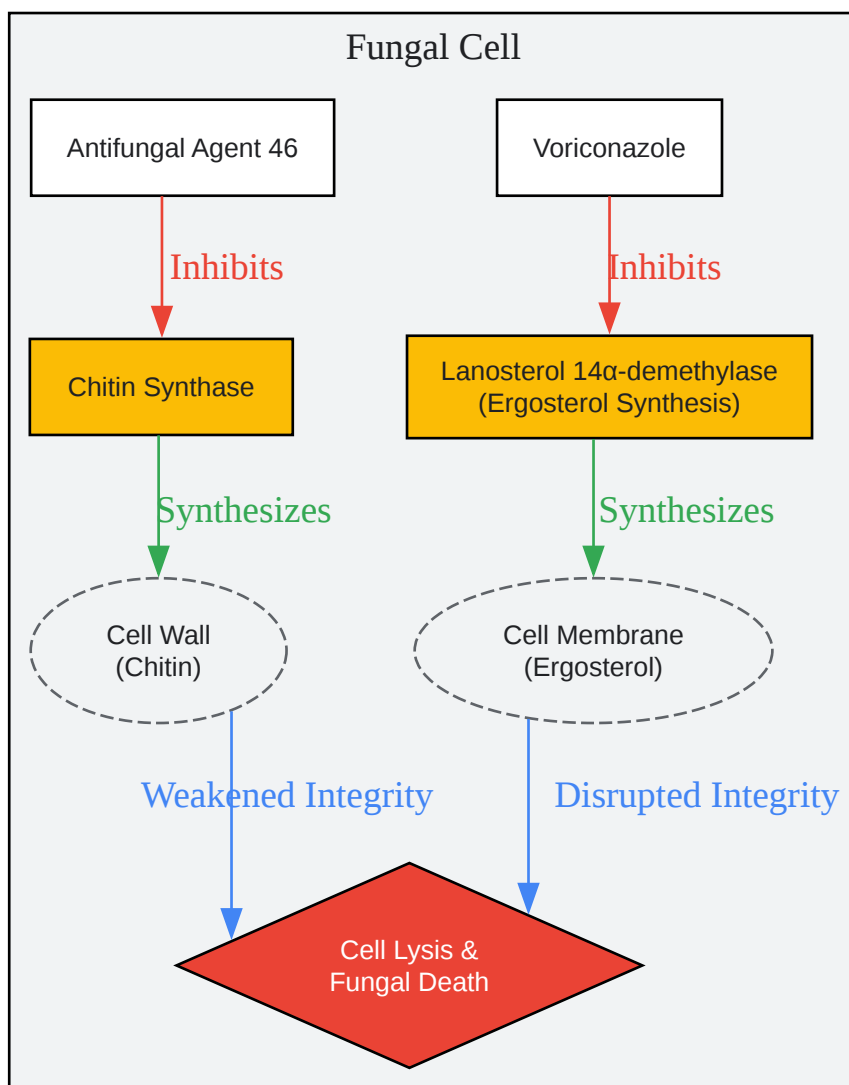 Fungal Cell
Antifungal Agent 46
Voriconazole
Inhibits
Inhibits
Chitin Synthase
Lanosterol 14α-demethylase
(Ergosterol Synthesis)
Synthesizes
Synthesizes
Cell Wall
(Chitin)
Cell Membrane
(Ergosterol)
Weakened Integrity
Disrupted Integrity
Cell Lysis &
Fungal Death